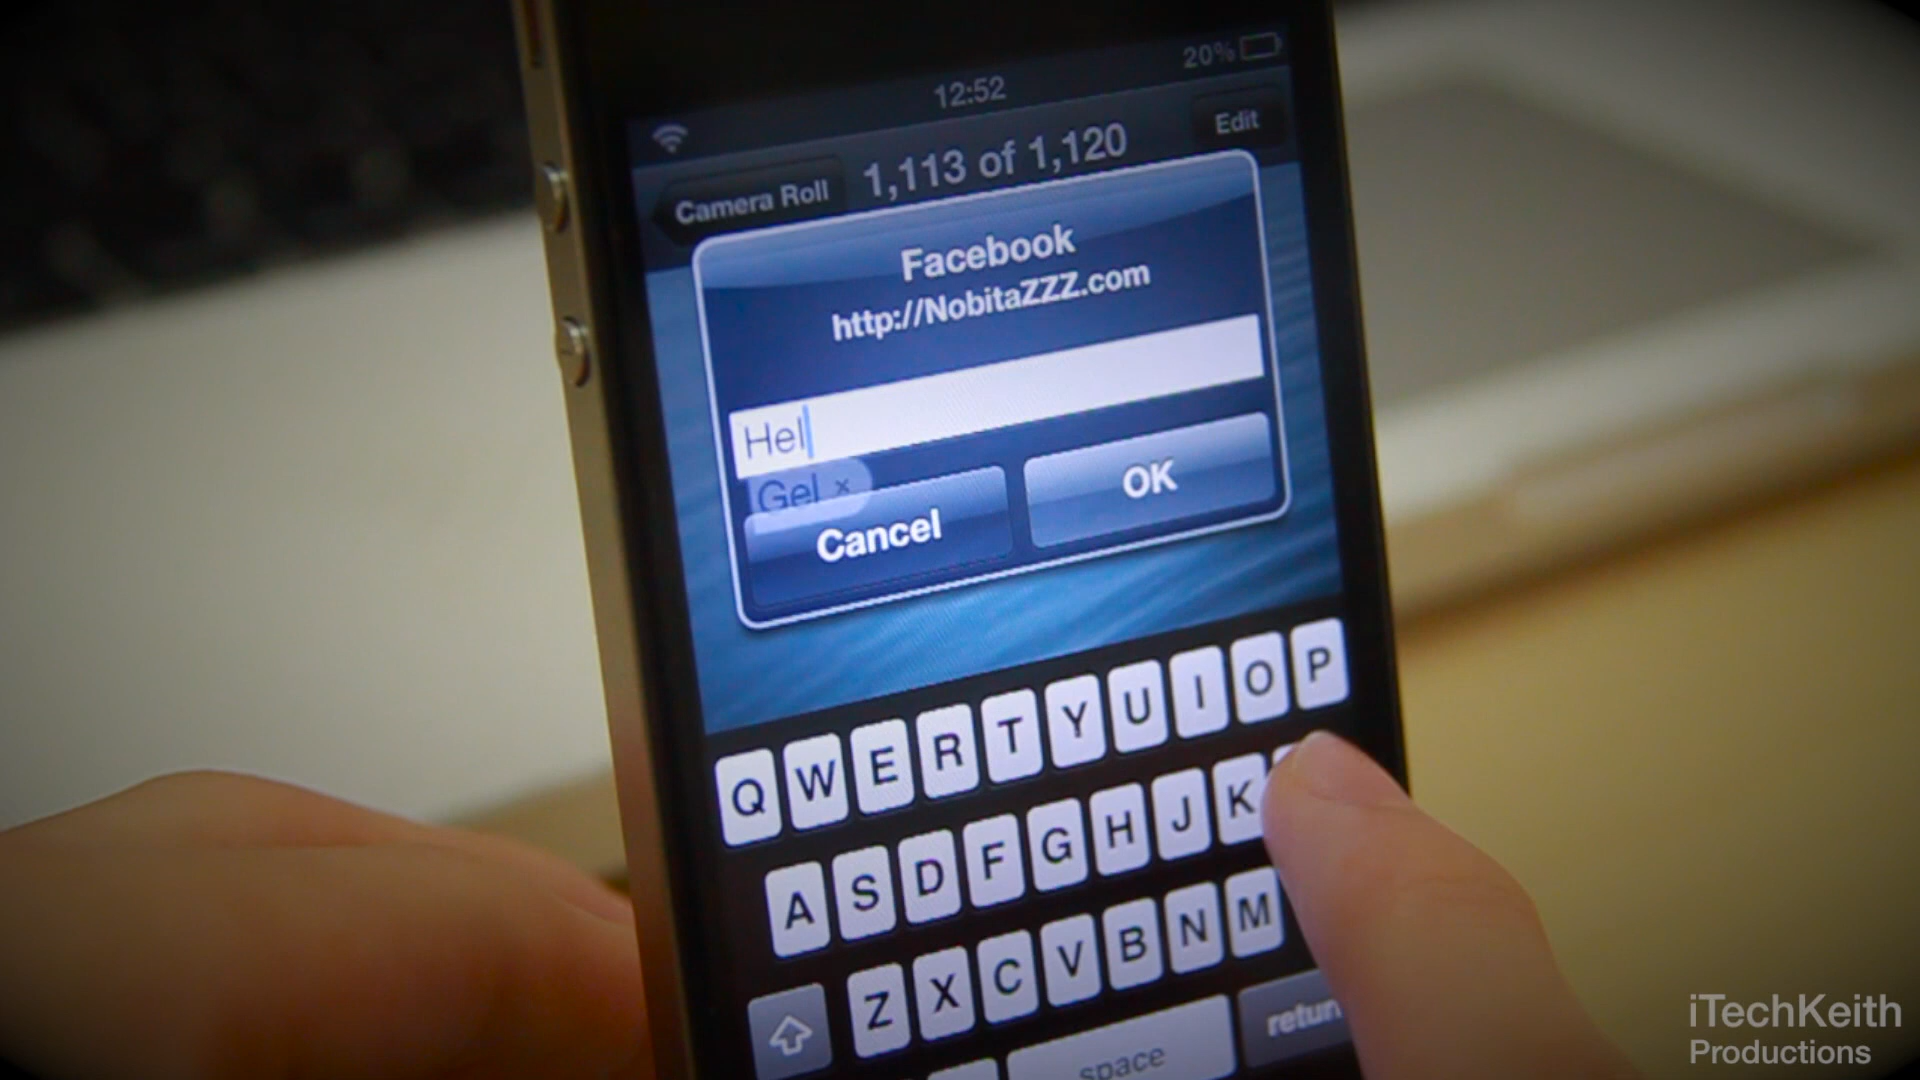 20%
12:52
Camera Roll
1,113 of 1,120
Edit
Facebook
http://NobitaZZZ.com
Hel
Gel ×
Cancel
OK
Q W E R T Y U I O P
A S D F G H J K
Z X C V B N M
space
return
iTechKeith
Productions